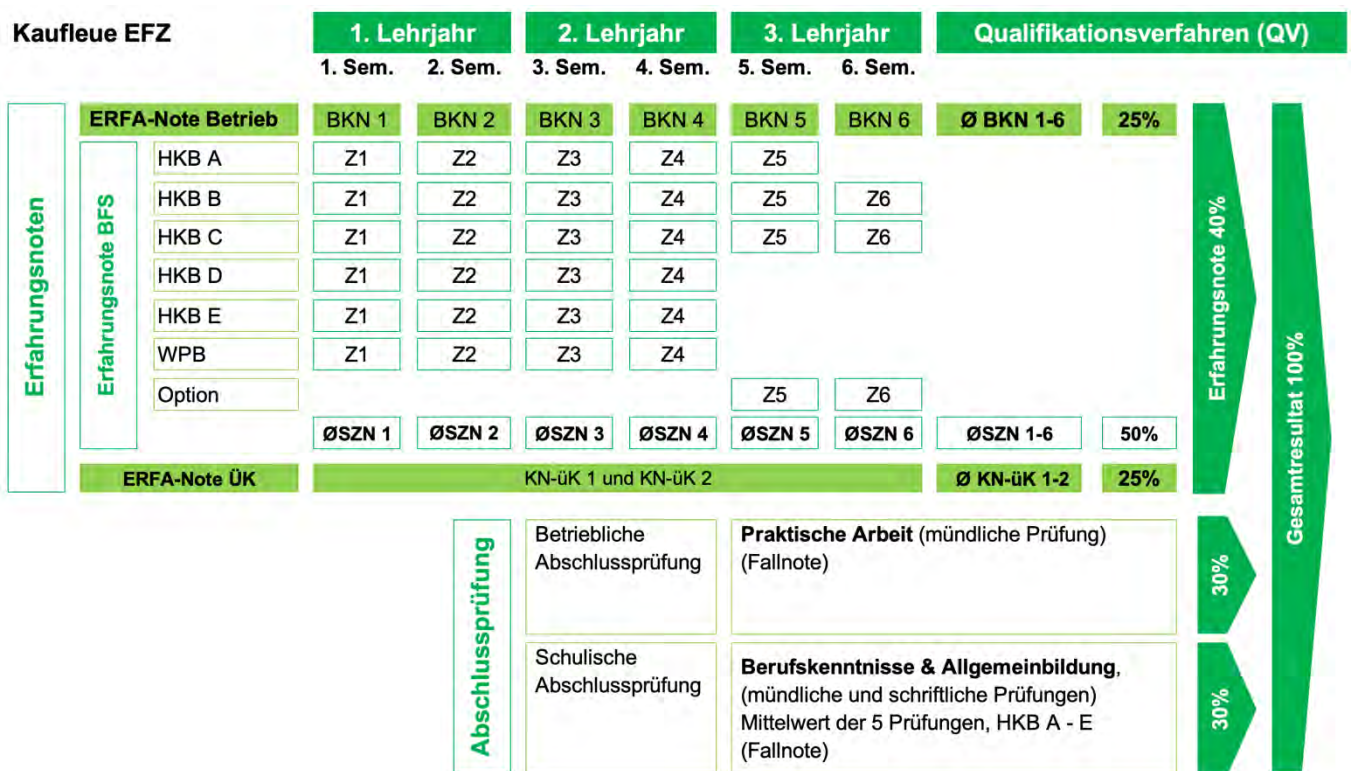 Kaufleue EFZ
1. Lehrjahr 2. Lehrjahr 3. Lehrjahr Qualifikationsverfahren (QV)
1. Sem. 2. Sem. 3. Sem. 4. Sem. 5. Sem. 6. Sem.
Erfahrungsnoten
ERFA-Note Betrieb BKN 1 BKN 2 BKN 3 BKN 4 BKN 5 BKN 6 Ø BKN 1-6 25%
Erfahrungsnote BFS
HKB A Z1 Z2 Z3 Z4 Z5
HKB B Z1 Z2 Z3 Z4 Z5 Z6
HKB C Z1 Z2 Z3 Z4 Z5 Z6
HKB D Z1 Z2 Z3 Z4
HKB E Z1 Z2 Z3 Z4
WPB Z1 Z2 Z3 Z4
Option Z5 Z6
ØSZN 1 ØSZN 2 ØSZN 3 ØSZN 4 ØSZN 5 ØSZN 6 ØSZN 1-6 50%
ERFA-Note ÜK KN-üK 1 und KN-üK 2 Ø KN-üK 1-2 25%
Erfahrungsnote 40%
Gesamtresultat 100%
Abschlussprüfung
Betriebliche
Abschlussprüfung
Praktische Arbeit (mündliche Prüfung)
(Fallnote)
30%
Schulische
Abschlussprüfung
Berufskenntnisse & Allgemeinbildung,
(mündliche und schriftliche Prüfungen)
Mittelwert der 5 Prüfungen, HKB A - E
(Fallnote)
30%